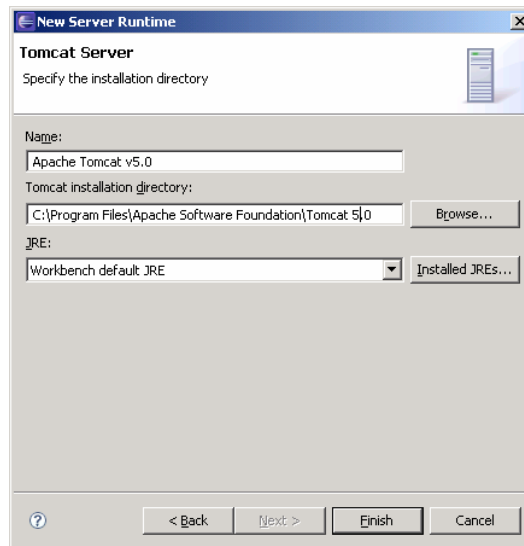 New Server Runtime
Tomcat Server
Specify the installation directory
Name:
Apache Tomcat v5.0
Tomcat installation directory:
C:\Program Files\Apache Software Foundation\Tomcat 5.0
Browse...
JRE:
Workbench default JRE
Installed JREs...
< Back Next > Finish Cancel